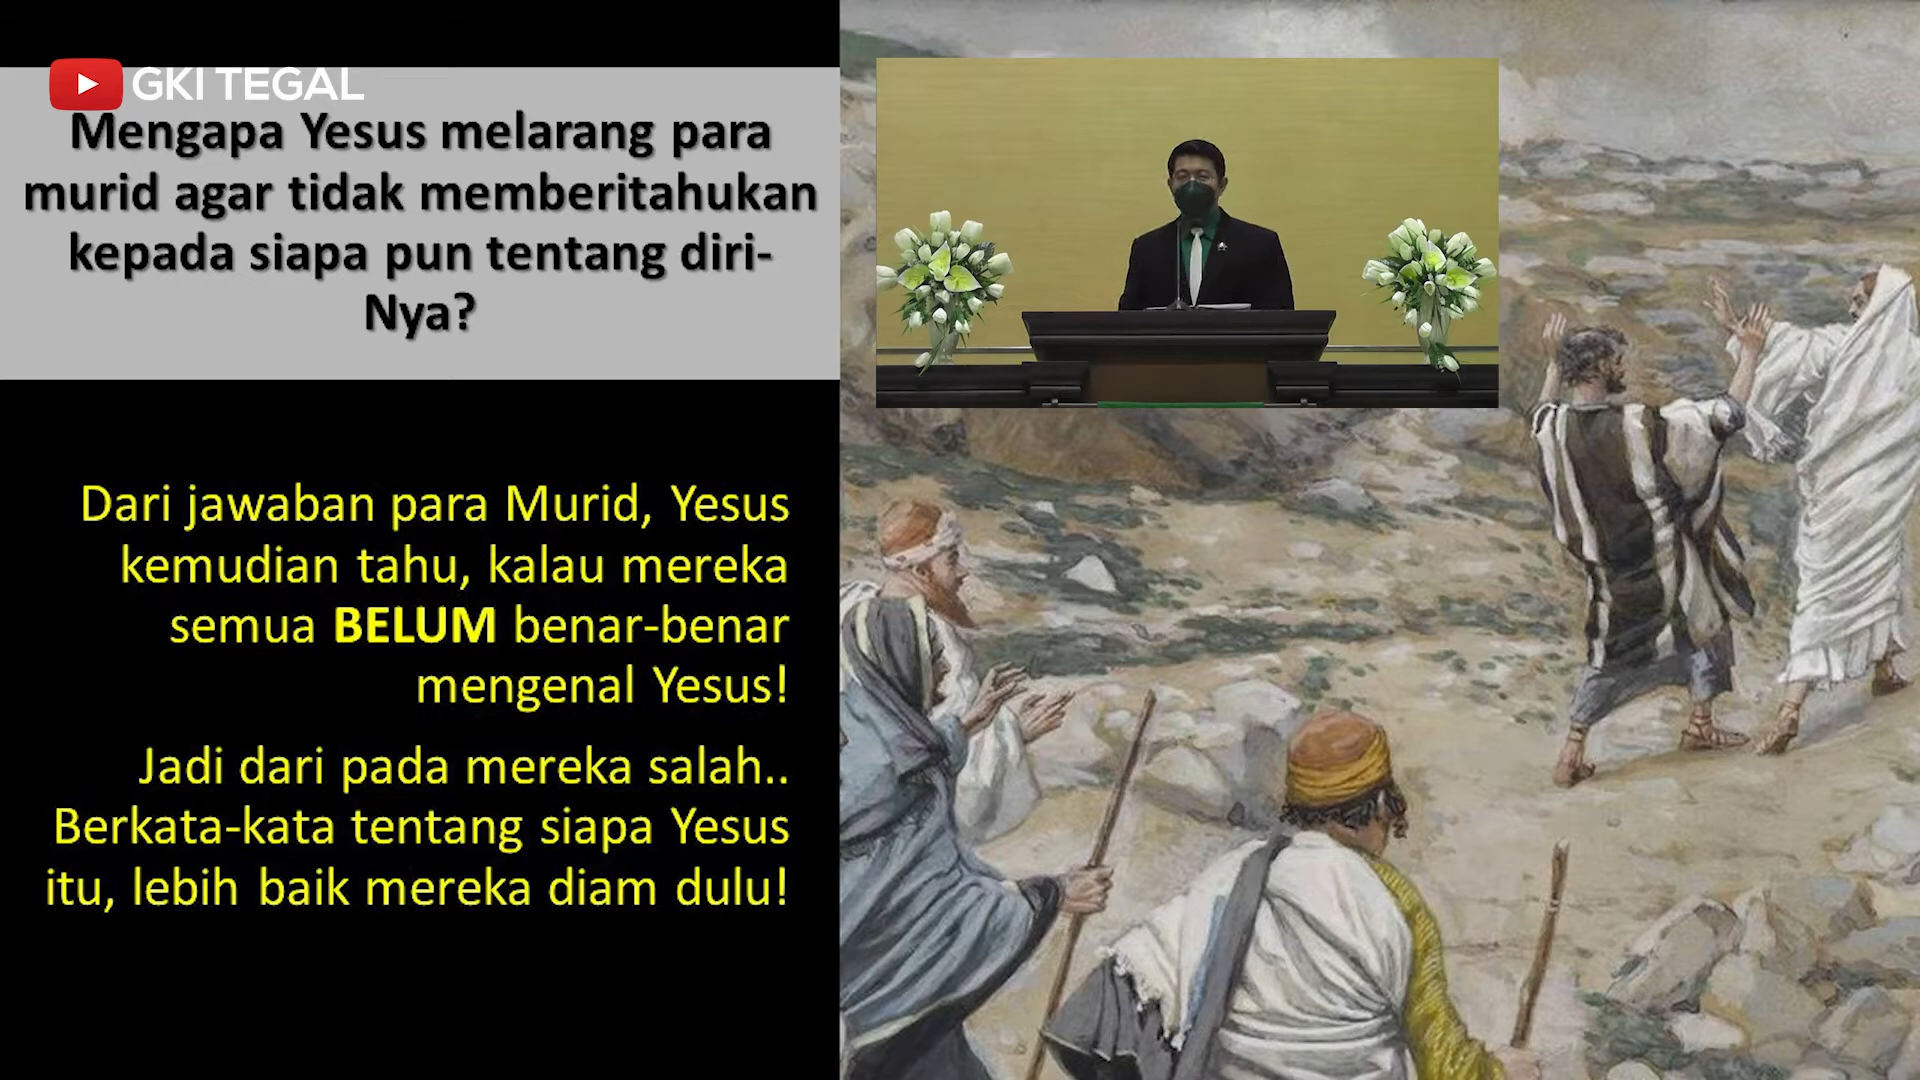 GKI TEGAL
Mengapa Yesus melarang para
murid agar tidak memberitahukan
kepada siapa pun tentang diri-
Nya?
Dari jawaban para Murid, Yesus
kemudian tahu, kalau mereka
semua BELUM benar-benar
mengenal Yesus!
Jadi dari pada mereka salah..
Berkata-kata tentang siapa Yesus
itu, lebih baik mereka diam dulu!